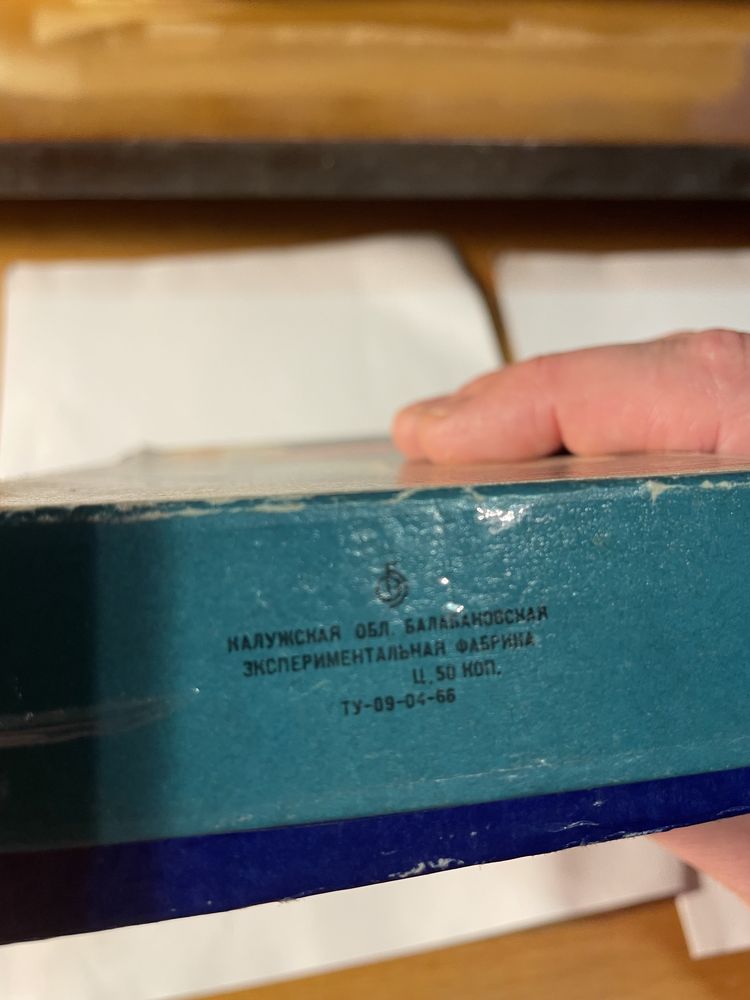 КАЛУЖСКАЯ ОБЛ. БАЛАБАНОВСКАЯ
ЭКСПЕРИМЕНТАЛЬНАЯ ФАБРИКА
Ц. 50 КОП.
ТУ-09-04-66